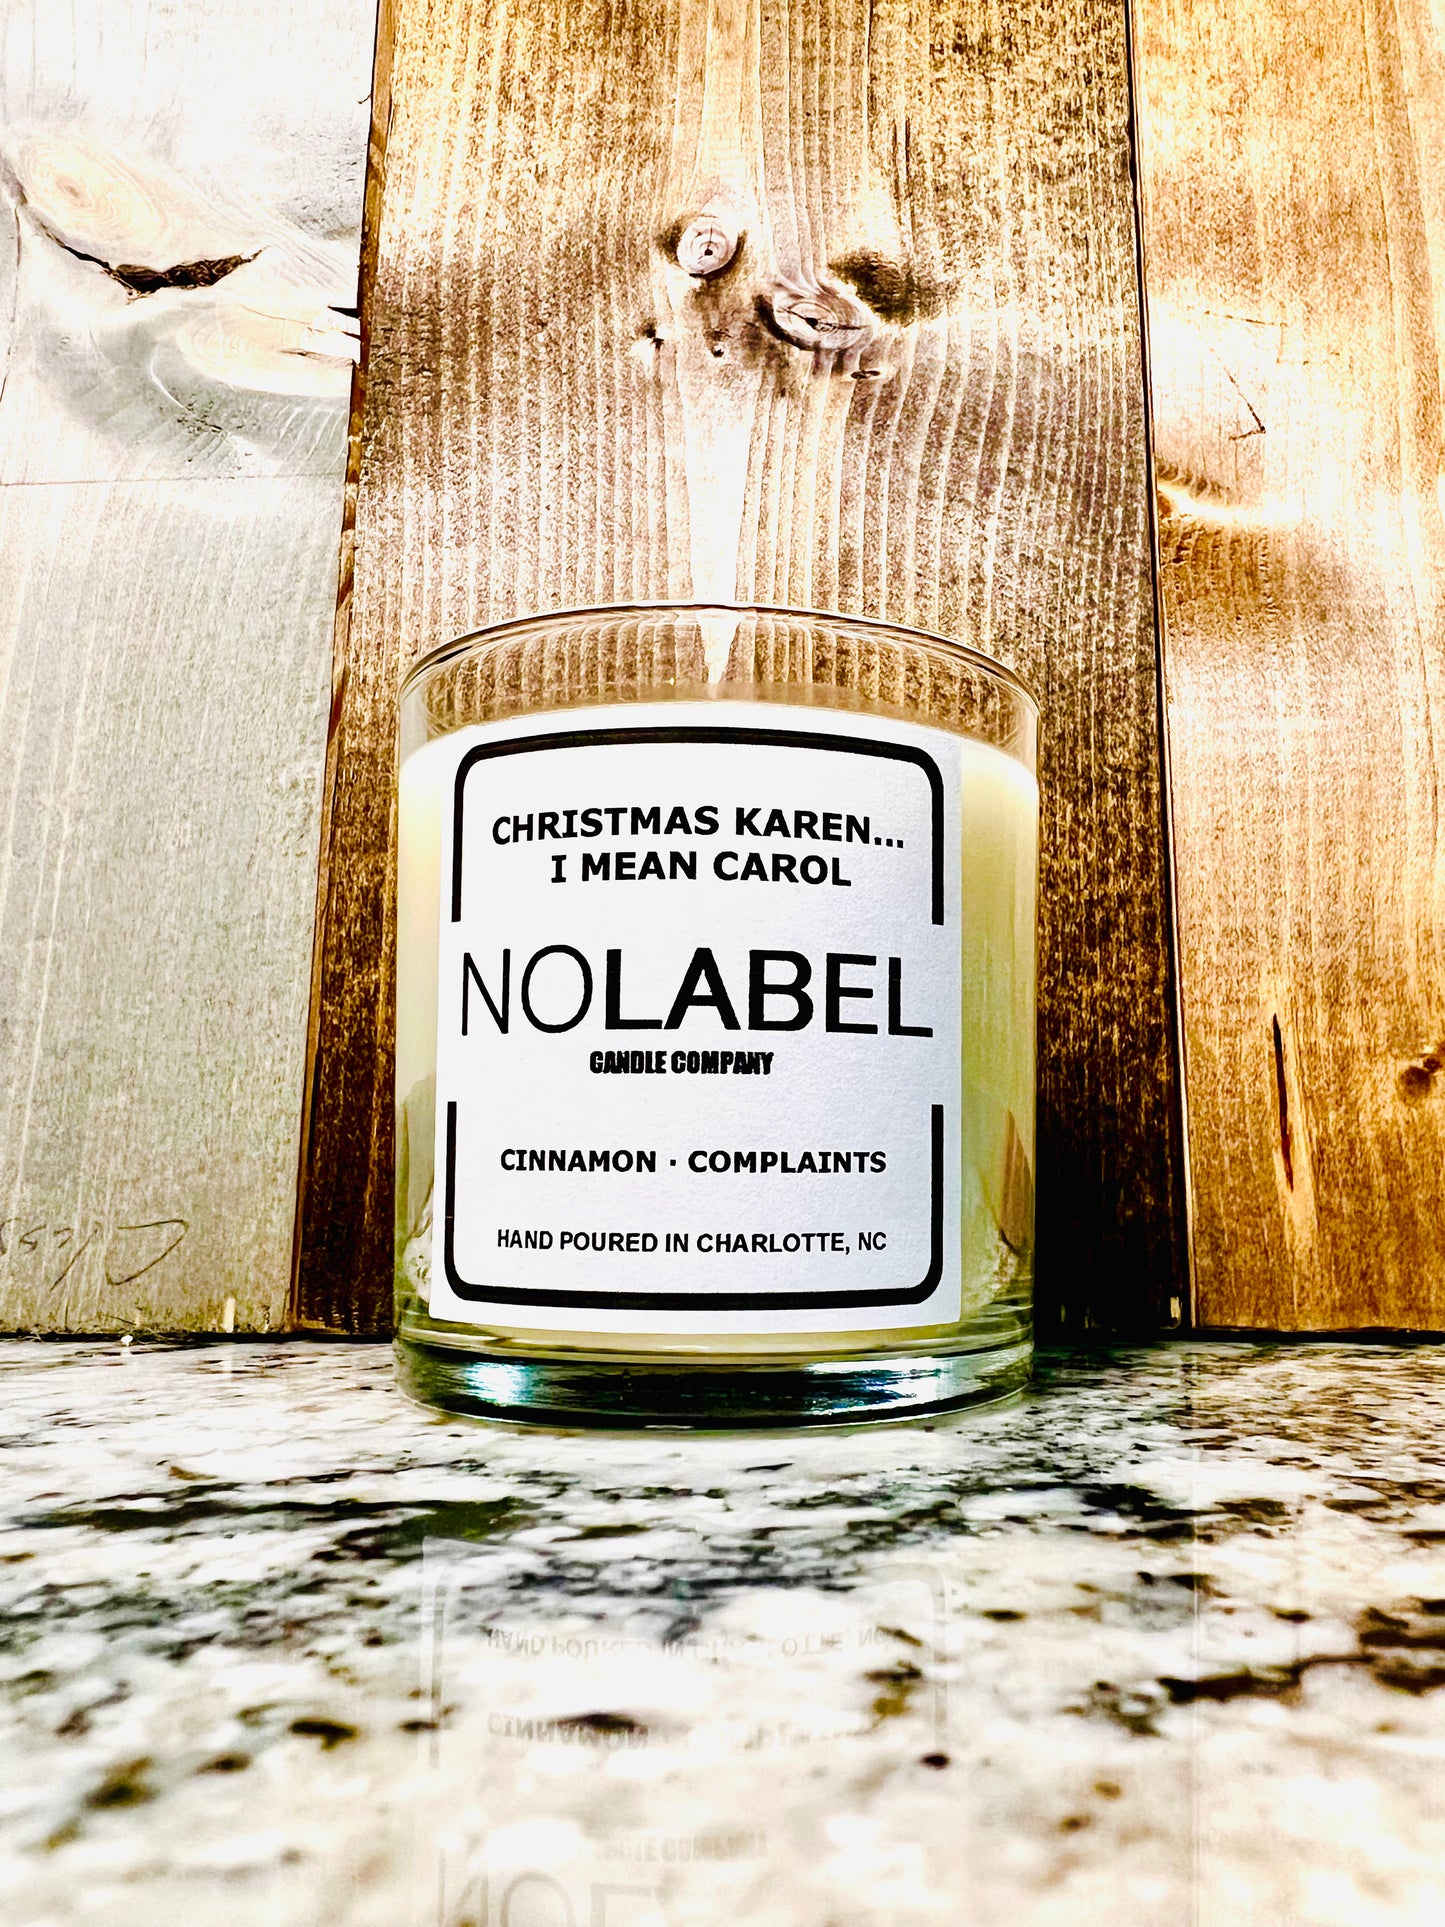 CHRISTMAS KAREN...
I MEAN CAROL
NOLABEL
CANDLE COMPANY
CINNAMON · COMPLAINTS
HAND POURED IN CHARLOTTE, NC